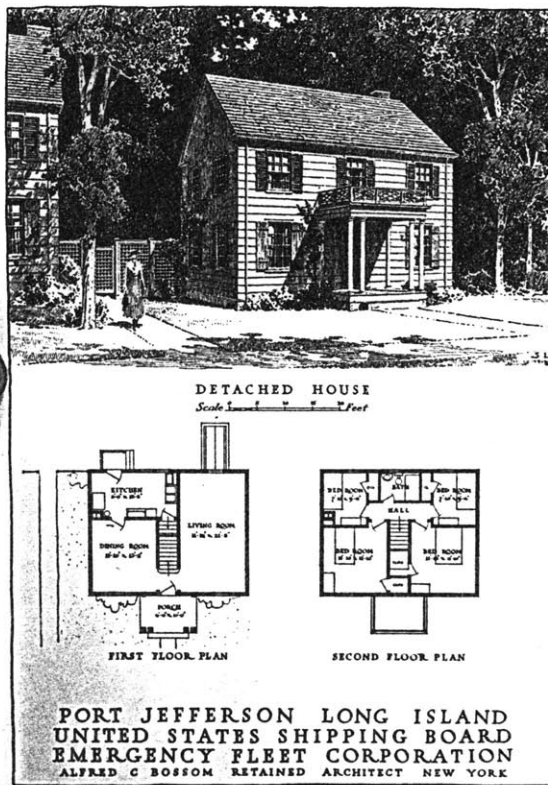 DETACHED HOUSE
Scale Feet
KITCHEN
LIVING ROOM
DINING ROOM
PORCH
FIRST FLOOR PLAN
BED ROOM
BATH
BED ROOM
HALL
BED ROOM
BED ROOM
SECOND FLOOR PLAN
PORT JEFFERSON LONG ISLAND
UNITED STATES SHIPPING BOARD
EMERGENCY FLEET CORPORATION
ALFRED C BOSSOM RETAINED ARCHITECT NEW YORK